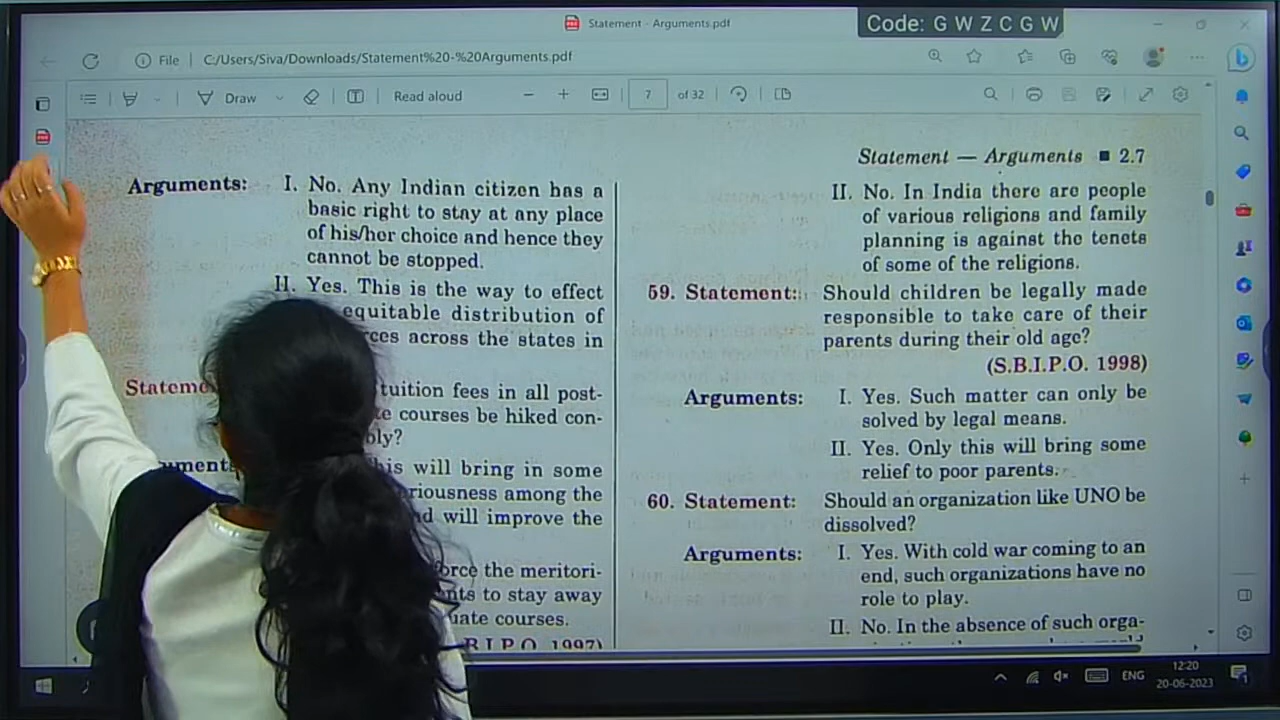 Statement - Arguments.pdf
Code: G W Z C G W
File
C:/Users/Siva/Downloads/Statement%20-%20Arguments.pdf
Draw
Read aloud
7
of 32
Arguments: I. No. Any Indian citizen has a
basic right to stay at any place
of his/her choice and hence they
cannot be stopped.
II. Yes. This is the way to effect
equitable distribution of
across the states in
tuition fees in all post-
courses be hiked con-
his will bring in some
among the
will improve the
the meritori-
to stay away
courses.
1997)
Statement — Arguments ■ 2.7
II. No. In India there are people
of various religions and family
planning is against the tenets
of some of the religions.
59. Statement: Should children be legally made
responsible to take care of their
parents during their old age?
(S.B.I.P.O. 1998)
Arguments: I. Yes. Such matter can only be
solved by legal means.
II. Yes. Only this will bring some
relief to poor parents.
60. Statement: Should an organization like UNO be
dissolved?
Arguments: I. Yes. With cold war coming to an
end, such organizations have no
role to play.
II. No. In the absence of such orga-
ENG
12:20
20-06-2023